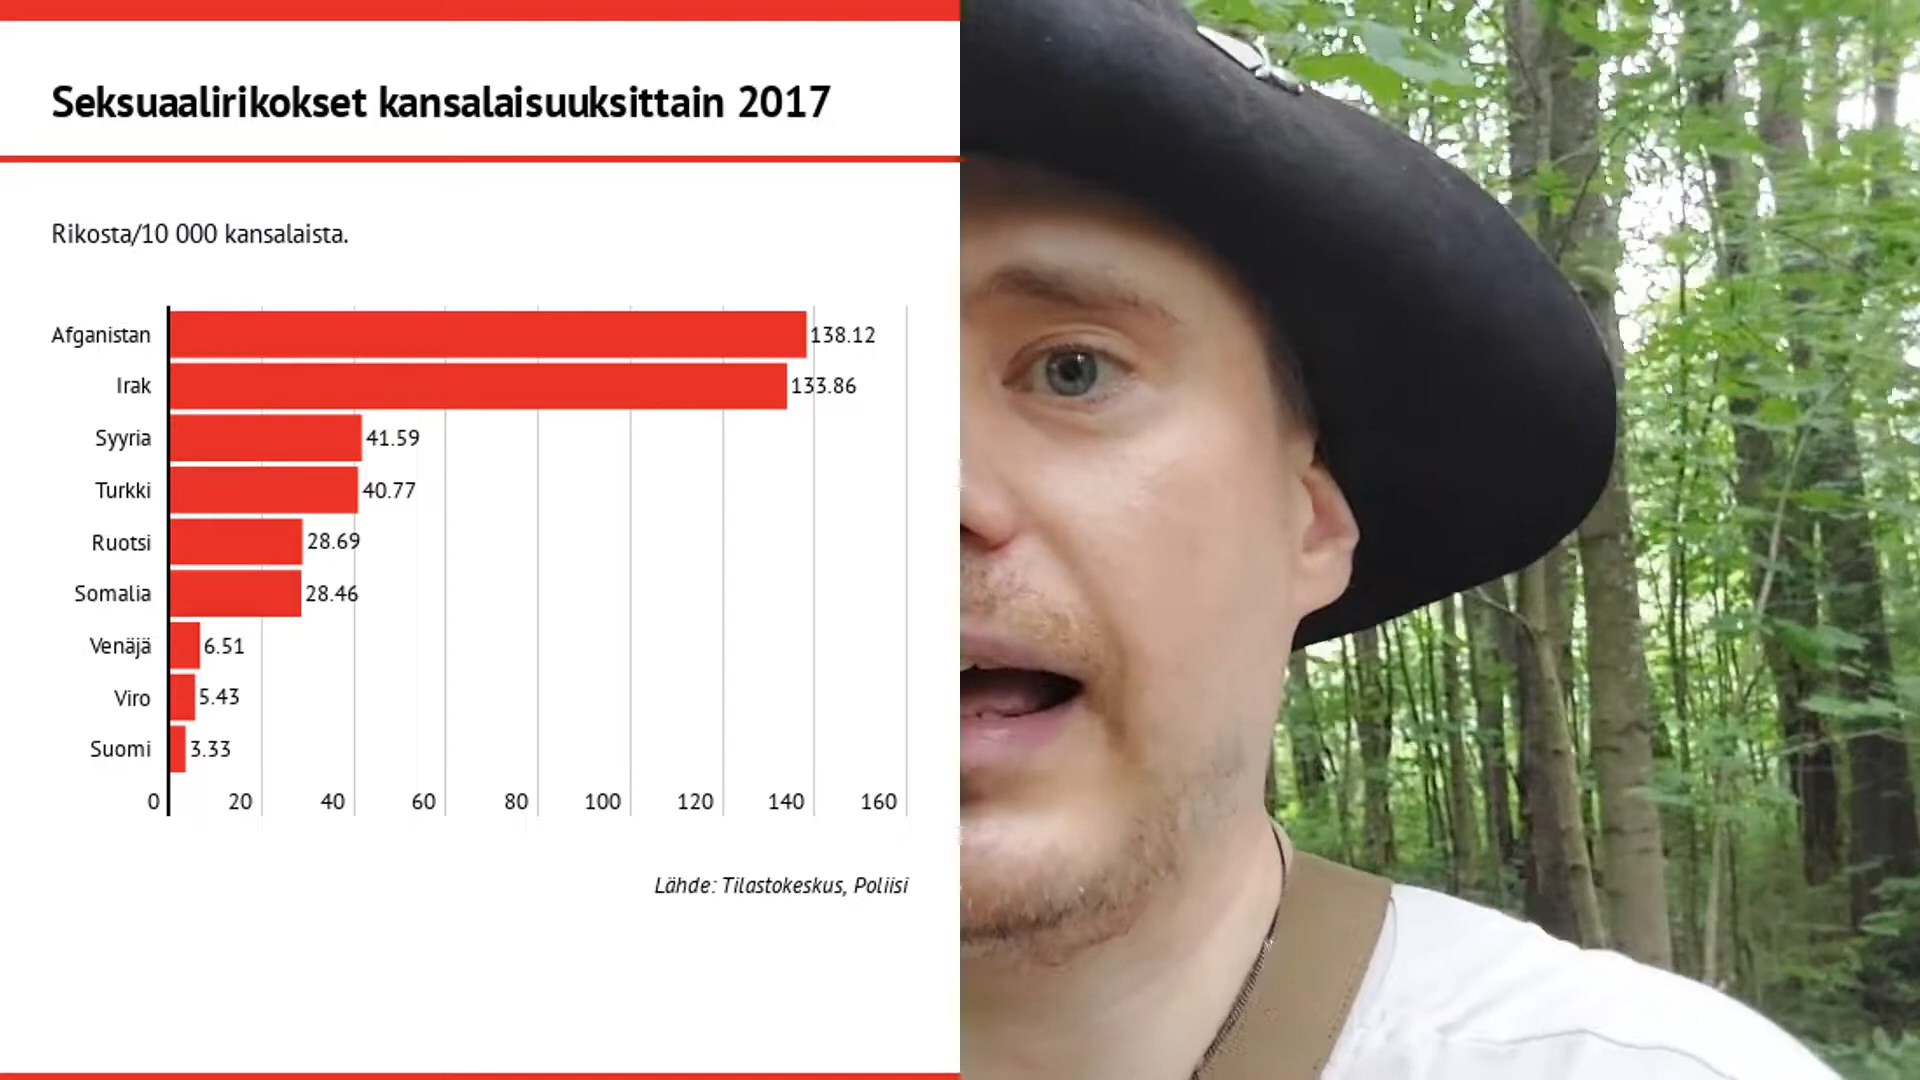 Seksuaalirikokset kansalaisuuksittain 2017
Rikosta/10 000 kansalaista.
Afganistan 138.12
Irak 133.86
Syyria 41.59
Turkki 40.77
Ruotsi 28.69
Somalia 28.46
Venäjä 6.51
Viro 5.43
Suomi 3.33
0 20 40 60 80 100 120 140 160
Lähde: Tilastokeskus, Poliisi